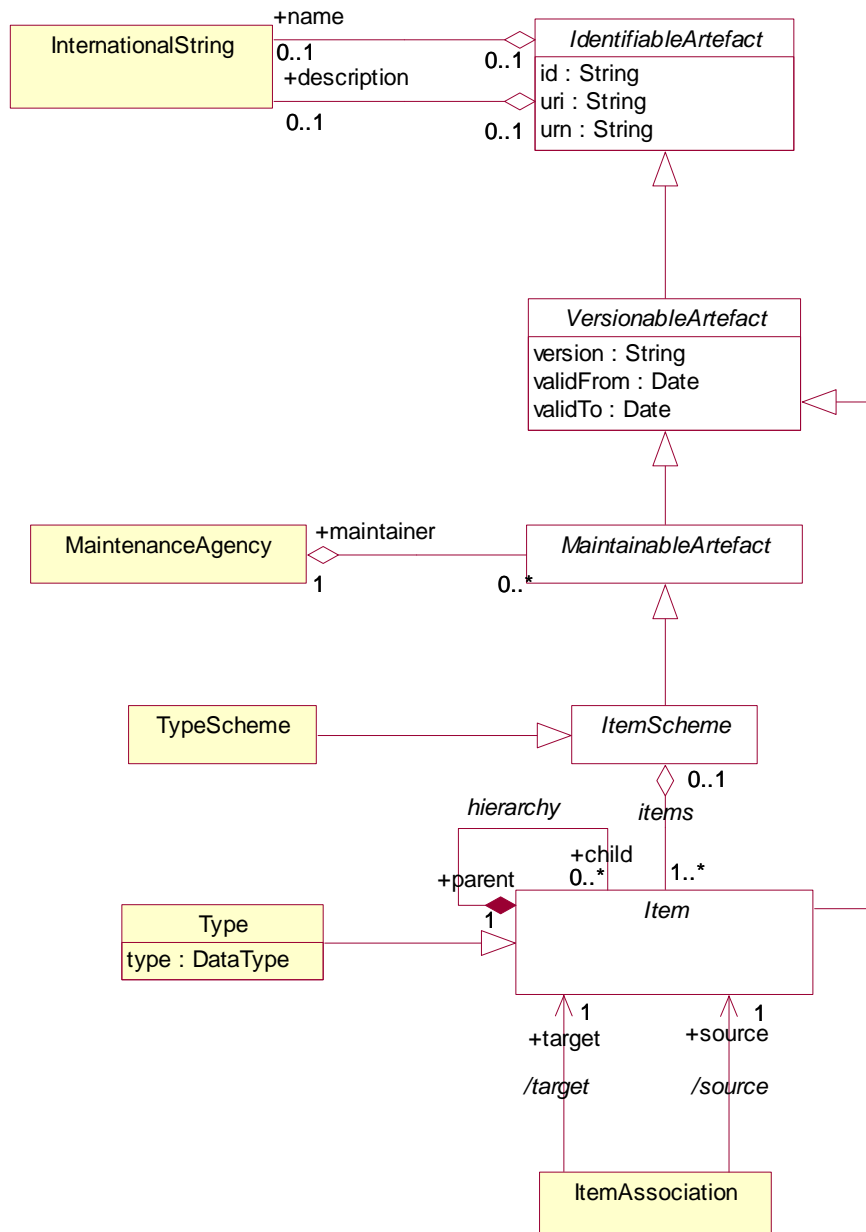 +name
InternationalString
IdentifiableArtefact
0..1
0..1
id : String
+description
uri : String
urn : String
0..1
0..1
VersionableArtefact
version : String
validFrom : Date
validTo : Date
+maintainer
MaintenanceAgency
MaintainableArtefact
1
0..*
TypeScheme
ItemScheme
0..1
hierarchy
items
+child
0..*
1..*
+parent
1
Item
Type
type : DataType
1
1
+target
+source
/target
/source
ItemAssociation